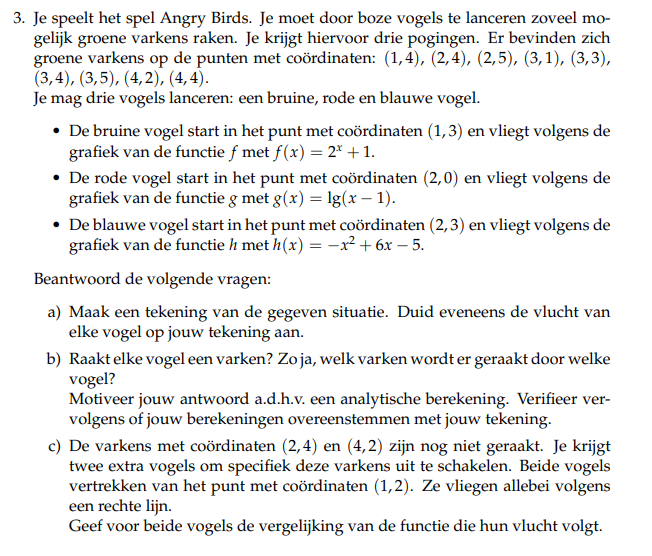 3. Je speelt het spel Angry Birds. Je moet door boze vogels te lanceren zoveel mo-
gelijk groene varkens raken. Je krijgt hiervoor drie pogingen. Er bevinden zich
groene varkens op de punten met coördinaten: (1, 4), (2, 4), (2, 5), (3, 1), (3, 3),
(3, 4), (3, 5), (4, 2), (4, 4).
Je mag drie vogels lanceren: een bruine, rode en blauwe vogel.
• De bruine vogel start in het punt met coördinaten (1, 3) en vliegt volgens de
grafiek van de functie f met f(x) = 2ˣ + 1.
• De rode vogel start in het punt met coördinaten (2, 0) en vliegt volgens de
grafiek van de functie g met g(x) = lg(x − 1).
• De blauwe vogel start in het punt met coördinaten (2, 3) en vliegt volgens de
grafiek van de functie h met h(x) = −x² + 6x − 5.
Beantwoord de volgende vragen:
a) Maak een tekening van de gegeven situatie. Duid eveneens de vlucht van
elke vogel op jouw tekening aan.
b) Raakt elke vogel een varken? Zo ja, welk varken wordt er geraakt door welke
vogel?
Motiveer jouw antwoord a.d.h.v. een analytische berekening. Verifieer ver-
volgens of jouw berekeningen overeenstemmen met jouw tekening.
c) De varkens met coördinaten (2, 4) en (4, 2) zijn nog niet geraakt. Je krijgt
twee extra vogels om specifiek deze varkens uit te schakelen. Beide vogels
vertrekken van het punt met coördinaten (1, 2). Ze vliegen allebei volgens
een rechte lijn.
Geef voor beide vogels de vergelijking van de functie die hun vlucht volgt.